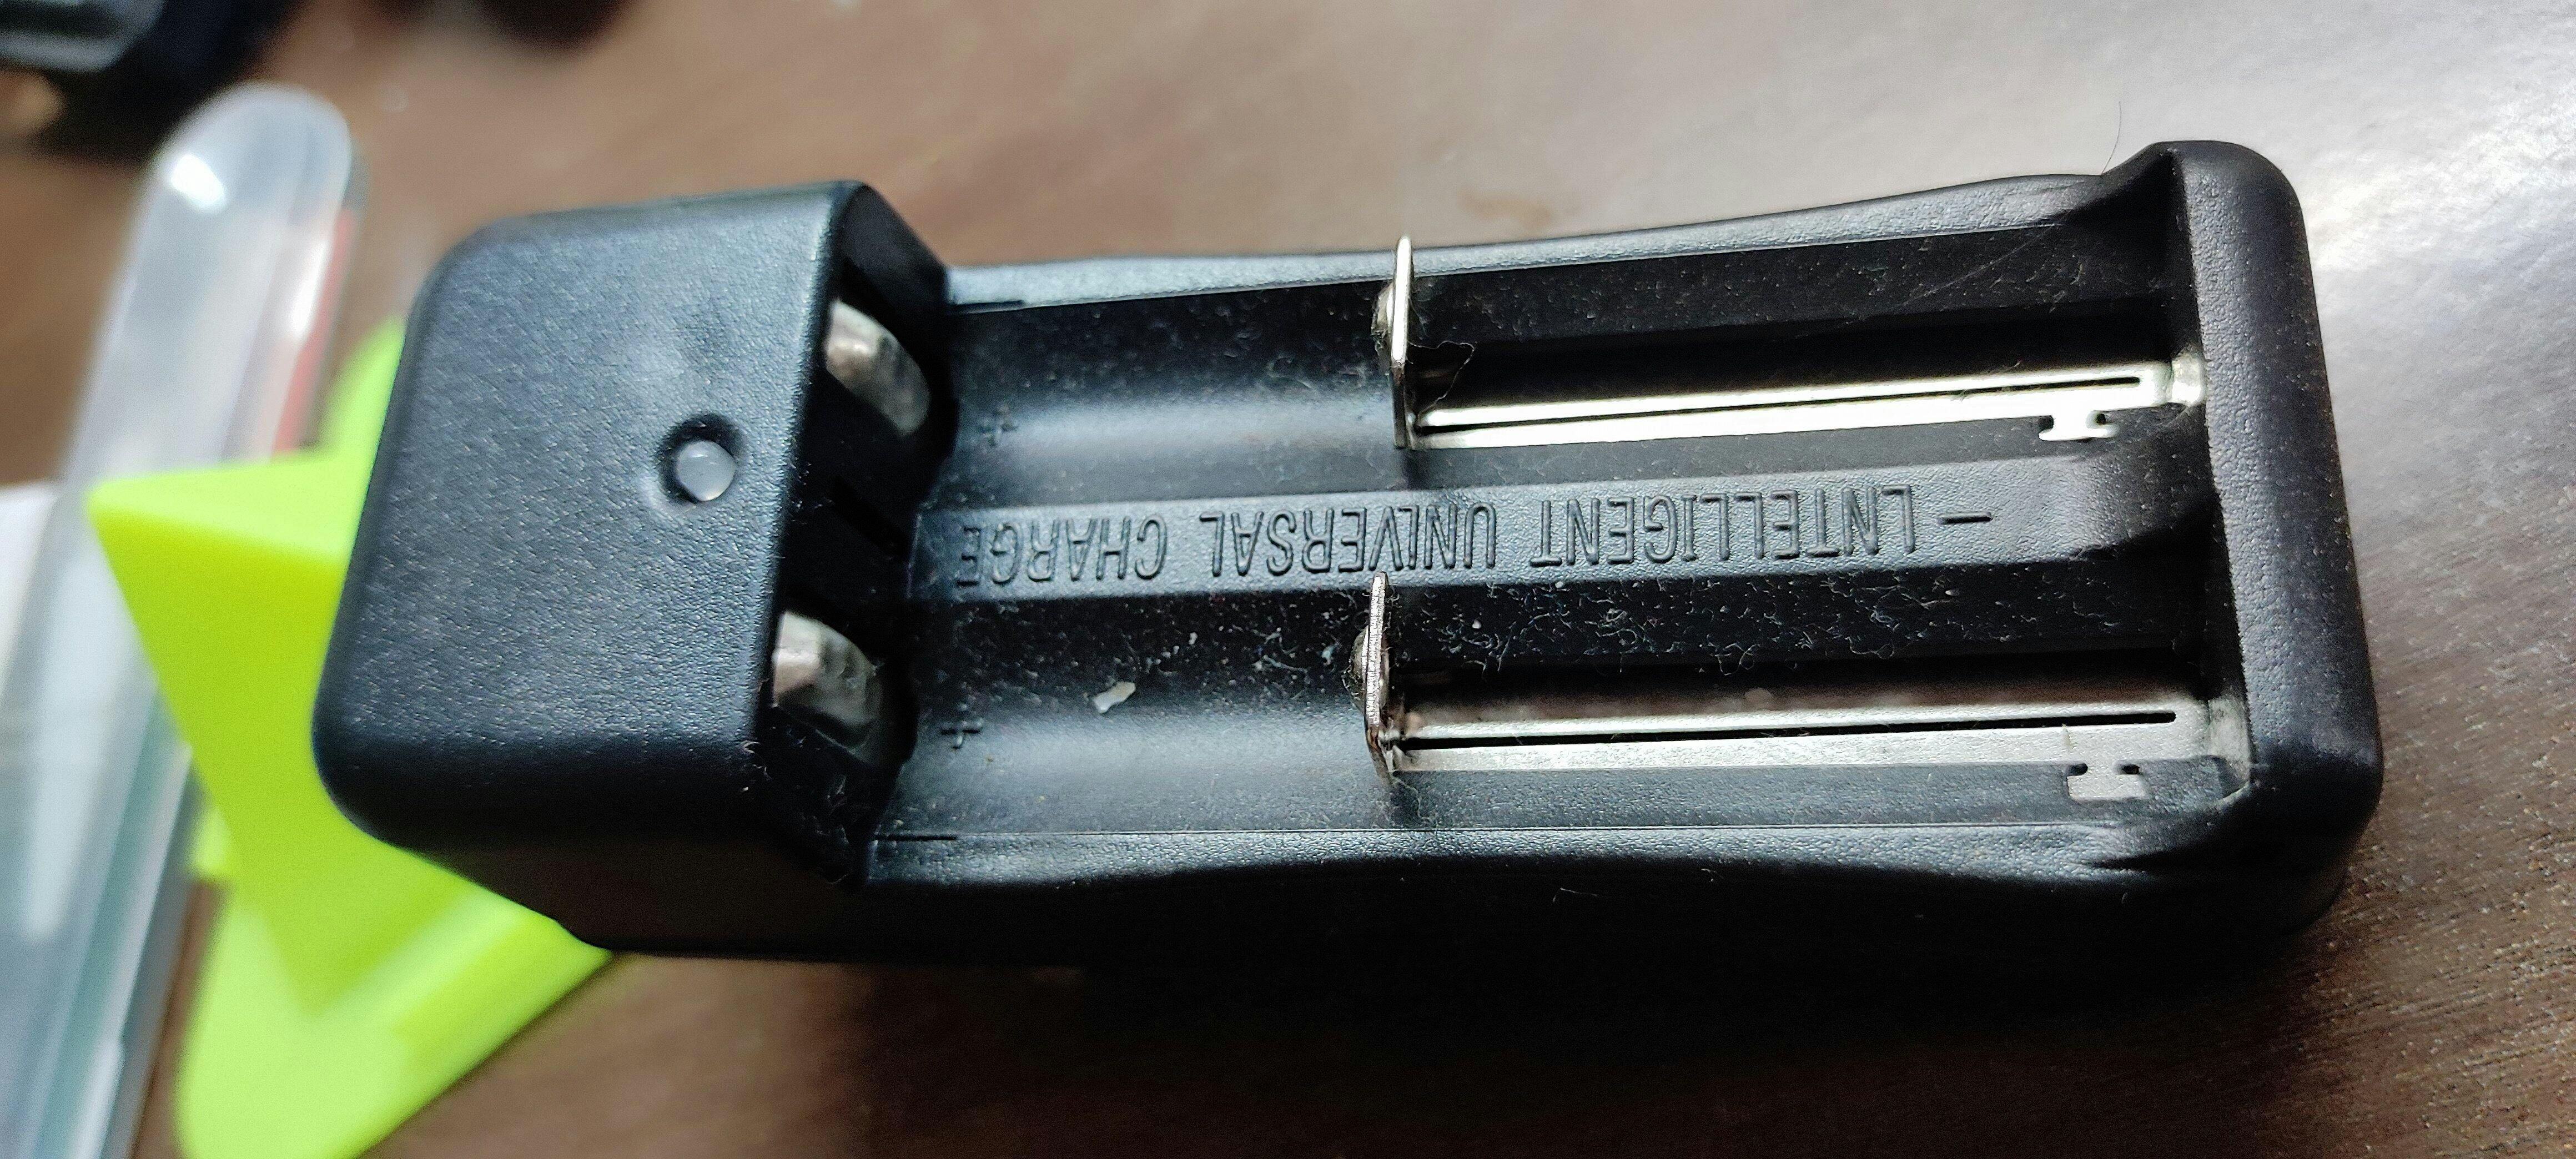 – LNTELLIGENT UNIVERSAL CHARGE
+
+